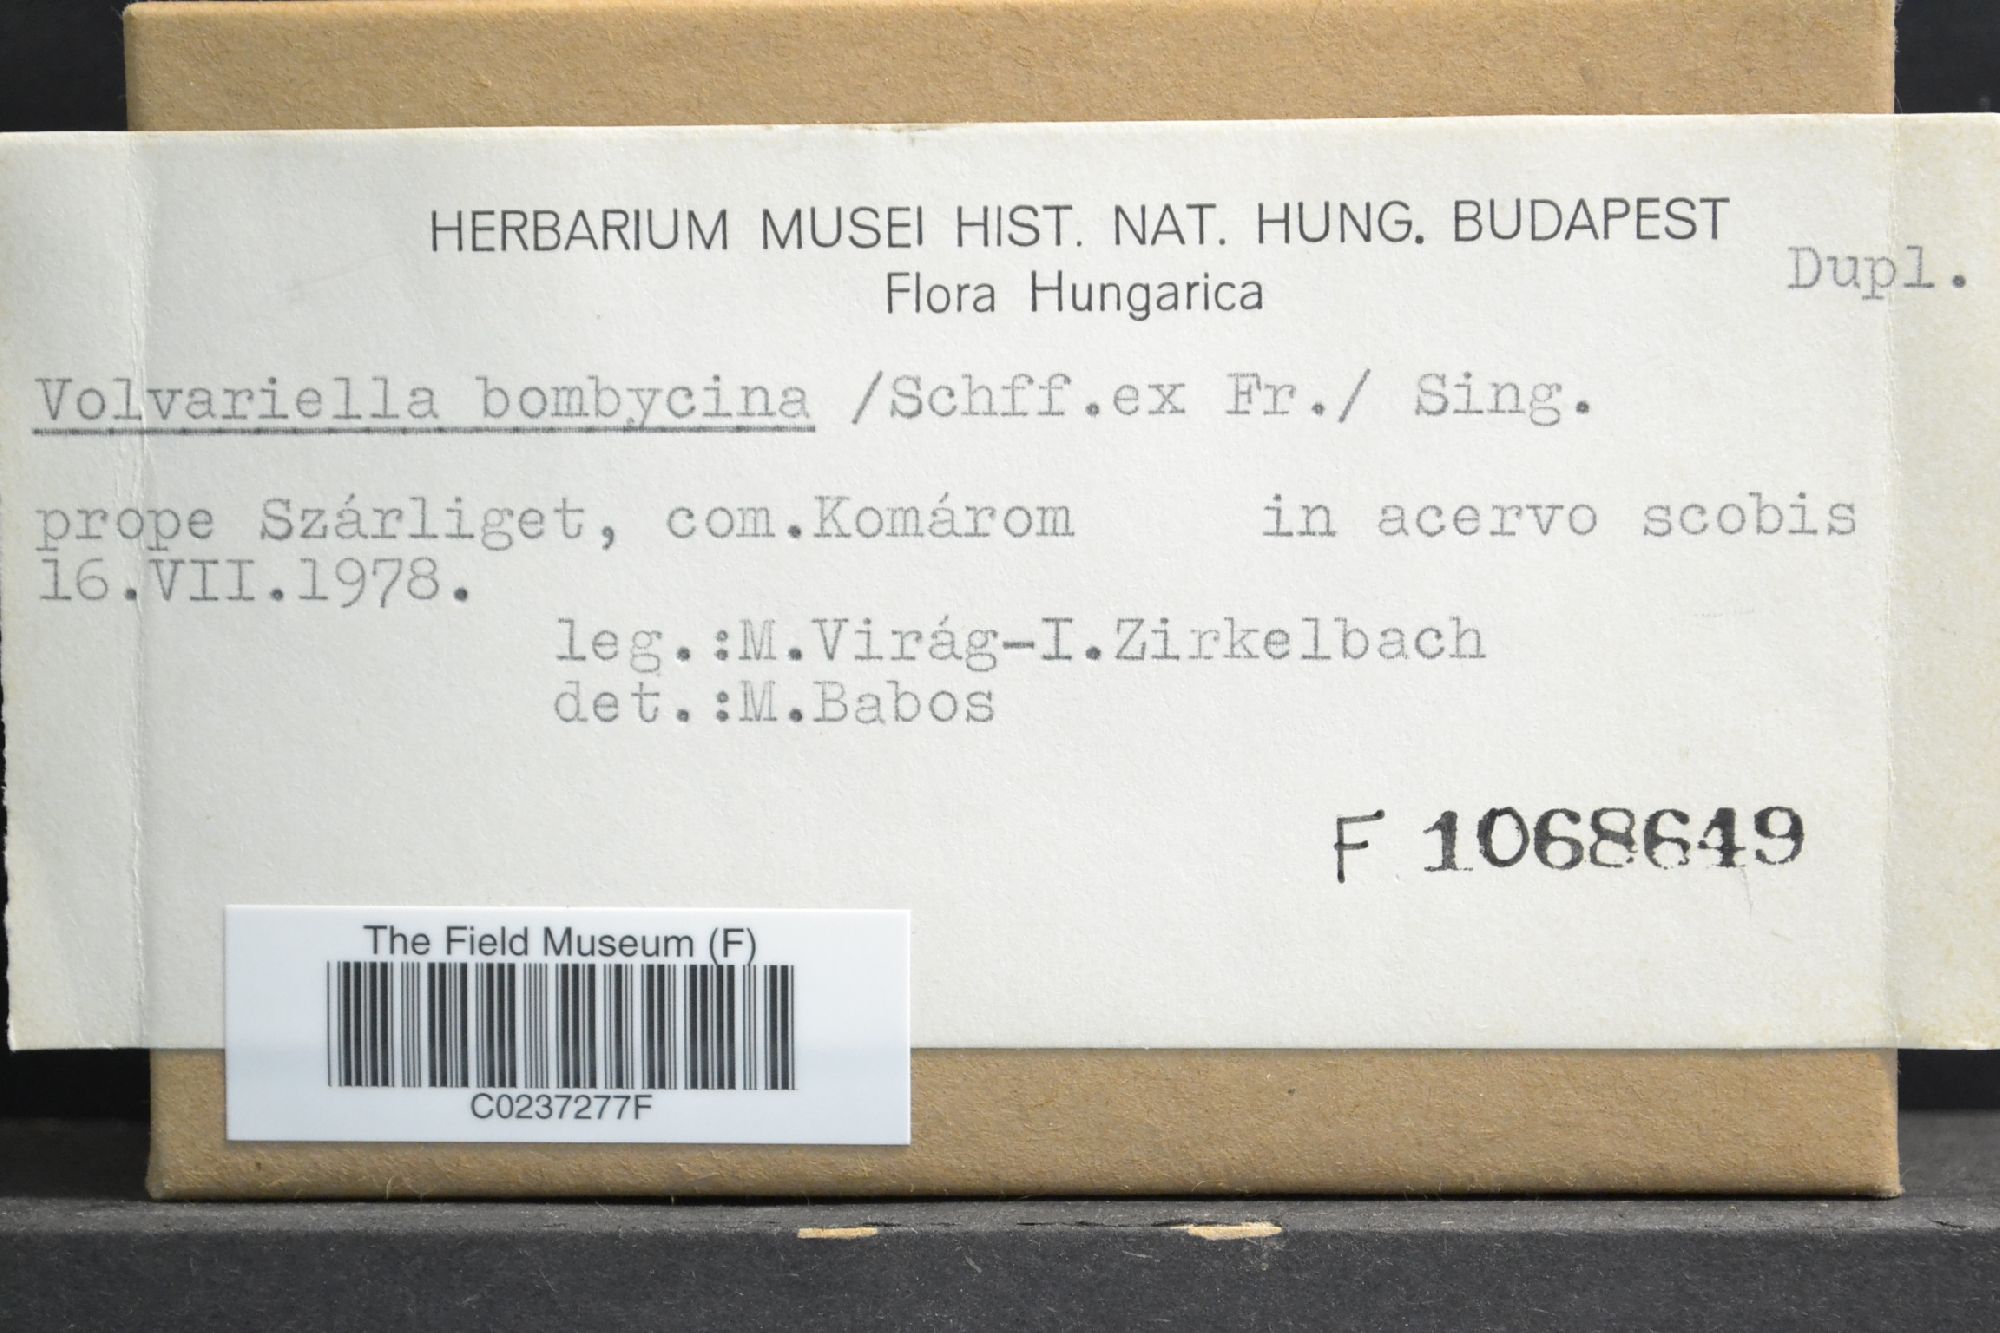 HERBARIUM MUSEI HIST. NAT. HUNG. BUDAPEST
Flora Hungarica
Dupl.
Volvariella bombycina /Schff.ex Fr./ Sing.
prope Szárliget, com.Komárom in acervo scobis
16.VII.1978.
leg.:M.Virág-I.Zirkelbach
det.:M.Babos
F 1068649
The Field Museum (F)
C0237277F